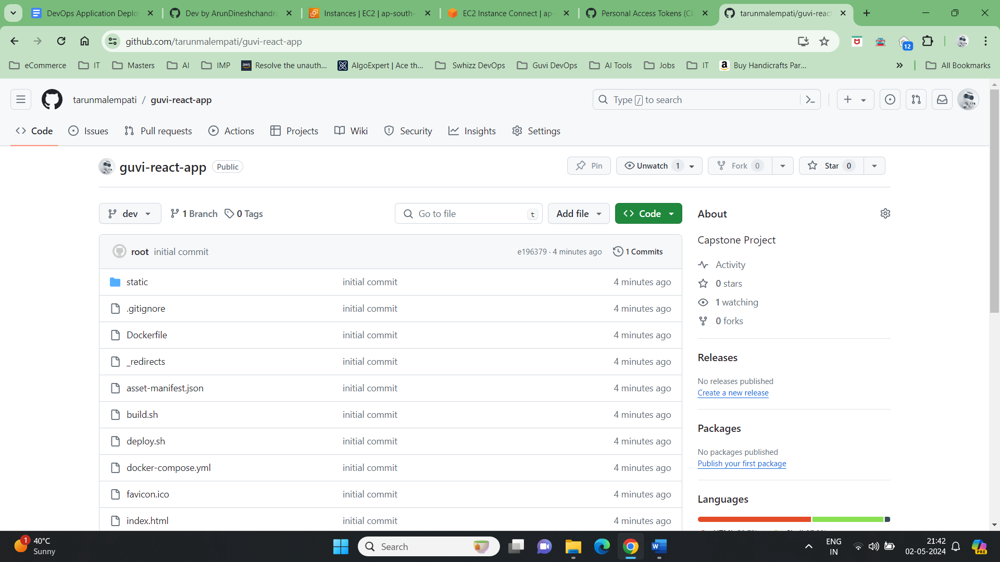 DevOps Application Deplo
Dev by ArunDineshchandra
Instances | EC2 | ap-south-
EC2 Instance Connect | ap-
Personal Access Tokens (Cl
tarunmalempati/guvi-react
github.com/tarunmalempati/guvi-react-app
12
eCommerce
IT
Masters
AI
IMP
aws
Resolve the unauth...
AlgoExpert | Ace th...
Swhizz DevOps
Guvi DevOps
AI Tools
Jobs
IT
Buy Handicrafts Par...
All Bookmarks
tarunmalempati / guvi-react-app
Type / to search
Code
Issues
Pull requests
Actions
Projects
Wiki
Security
Insights
Settings
guvi-react-app Public
Pin
Unwatch 1
Fork 0
Star 0
dev
1 Branch
0 Tags
Go to file t
Add file
Code
About
Capstone Project
root initial commit e196379 · 4 minutes ago 1 Commits
static initial commit 4 minutes ago
.gitignore initial commit 4 minutes ago
Dockerfile initial commit 4 minutes ago
_redirects initial commit 4 minutes ago
asset-manifest.json initial commit 4 minutes ago
build.sh initial commit 4 minutes ago
deploy.sh initial commit 4 minutes ago
docker-compose.yml initial commit 4 minutes ago
favicon.ico initial commit 4 minutes ago
index.html initial commit 4 minutes ago
Activity
0 stars
1 watching
0 forks
Releases
No releases published
Create a new release
Packages
No packages published
Publish your first package
Languages
1
40°C
Sunny
Search
ENG
IN
21:42
02-05-2024
PRE